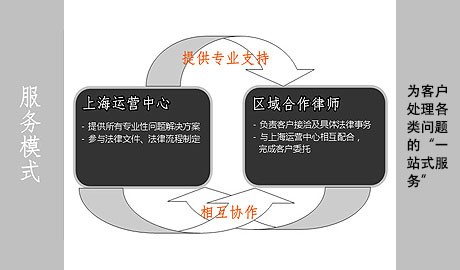 服务模式
提供专业支持
上海运营中心
- 提供所有专业性问题解决方案
- 参与法律文件、法律流程制定
区域合作律师
- 负责客户接洽及具体法律事务
- 与上海运营中心相互配合，
完成客户委托
相互协作
为客户
处理各
类问题
的“一
站式服
务”